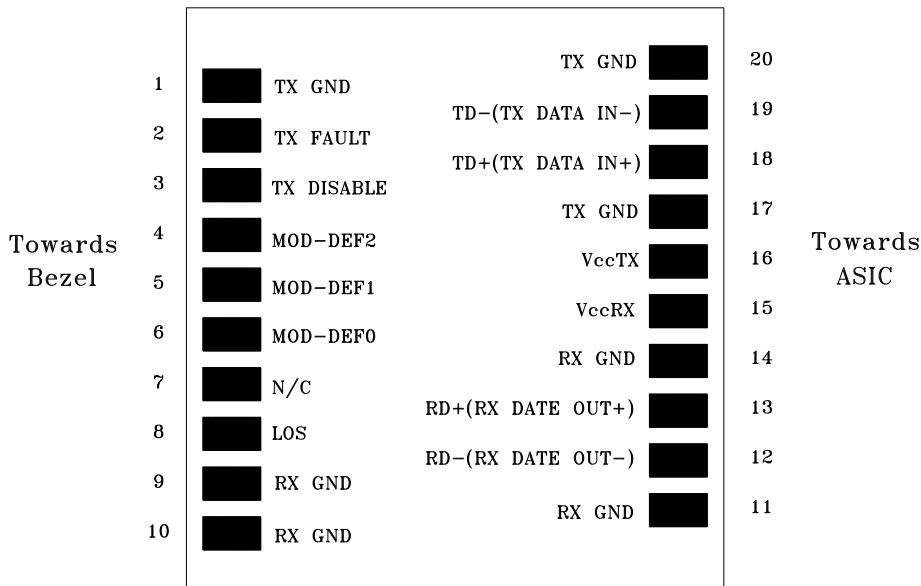 1 TX GND
2 TX FAULT
3 TX DISABLE
4 MOD-DEF2
5 MOD-DEF1
6 MOD-DEF0
7 N/C
8 LOS
9 RX GND
10 RX GND
Towards
Bezel
TX GND 20
TD-(TX DATA IN-) 19
TD+(TX DATA IN+) 18
TX GND 17
VccTX 16
VccRX 15
RX GND 14
RD+(RX DATE OUT+) 13
RD-(RX DATE OUT-) 12
RX GND 11
Towards
ASIC